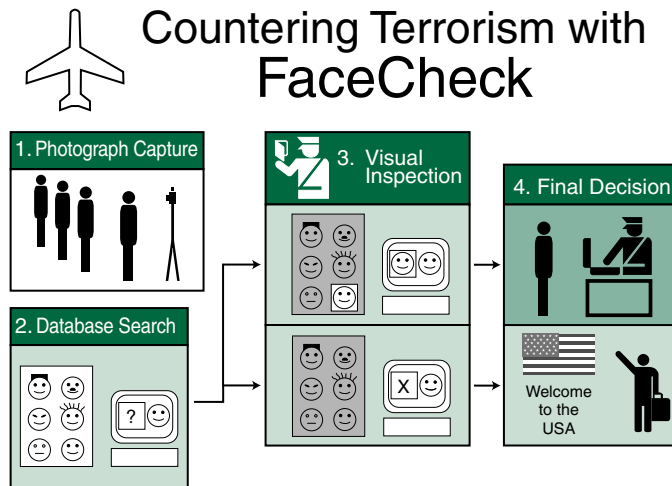 Countering Terrorism with
FaceCheck
1. Photograph Capture
2. Database Search
?
3. Visual
Inspection
X
4. Final Decision
Welcome
to the
USA